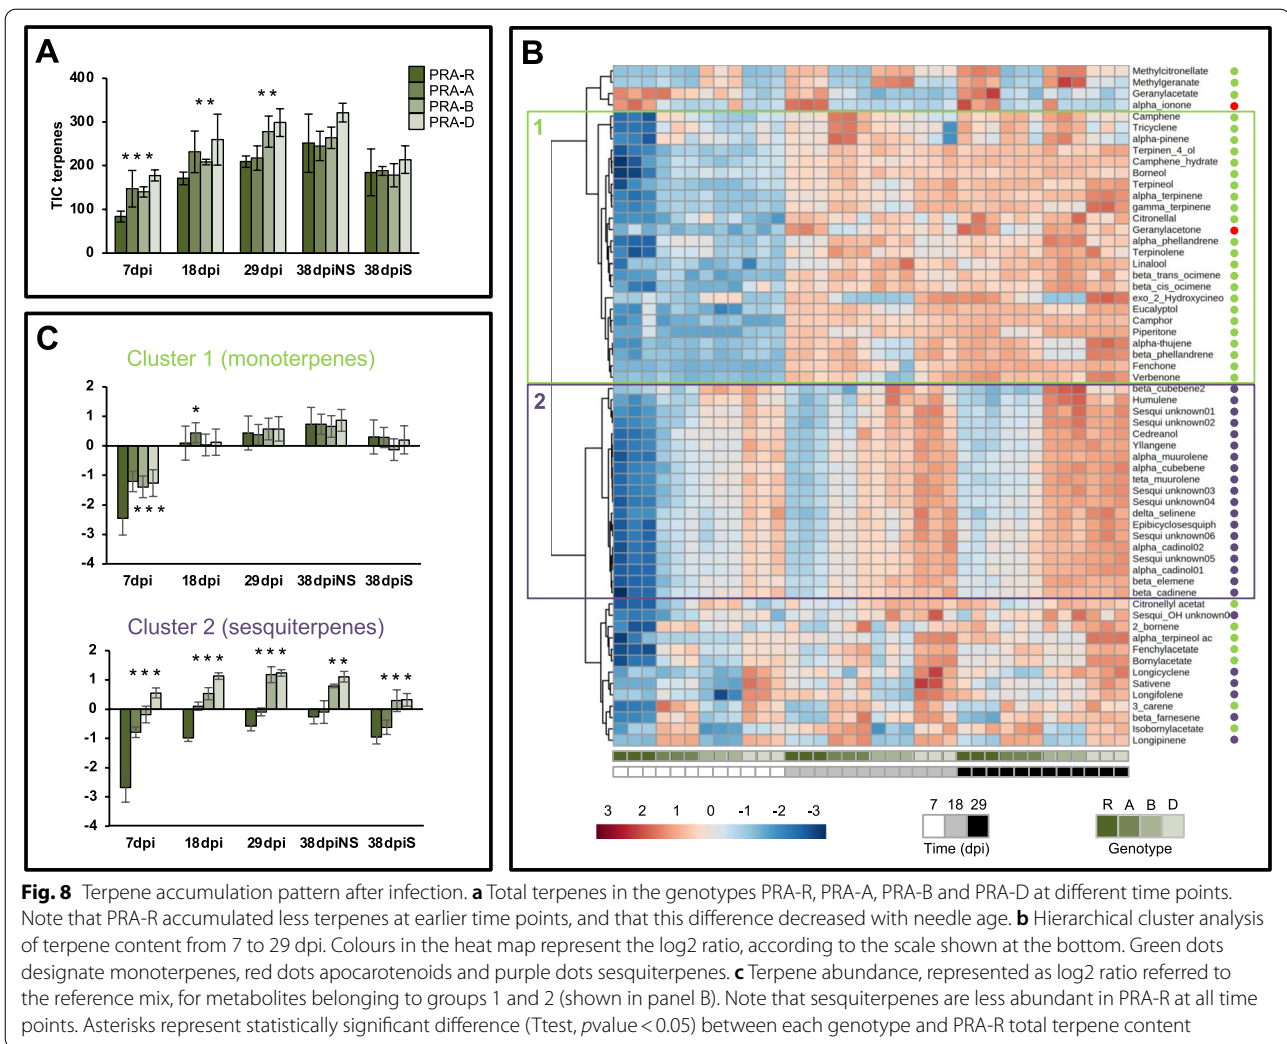 A
400
300
200
100
0
TIC terpenes
PRA-R
PRA-A
PRA-B
PRA-D
* * *
* *
* *
7dpi 18dpi 29dpi 38dpiNS 38dpiS
B
1
2
Methylcitronellate
Methylgeranate
Geranylacetate
alpha_ionone
Camphene
Tricyclene
alpha-pinene
Terpinen_4_ol
Camphene_hydrate
Borneol
Terpineol
alpha_terpinene
gamma_terpinene
Citronellal
Geranylacetone
alpha_phellandrene
Terpinolene
Linalool
beta_trans_ocimene
beta_cis_ocimene
exo_2_Hydroxycineo
Eucalyptol
Camphor
Piperitone
alpha-thujene
beta_phellandrene
Fenchone
Verbenone
beta_cubebene2
Humulene
Sesqui unknown01
Sesqui unknown02
Cedreanol
Yllangene
alpha_muurolene
alpha_cubebene
teta_muurolene
Sesqui unknown03
Sesqui unknown04
delta_selinene
Epibicyclosesquiph
Sesqui unknown06
alpha_cadinol02
Sesqui unknown05
alpha_cadinol01
beta_elemene
beta_cadinene
Citronellyl acetat
Sesqui_OH unknown0
2_bornene
alpha_terpineol ac
Fenchylacetate
Bornylacetate
Longicyclene
Sativene
Longifolene
3_carene
beta_farnesene
Isobornylacetate
Longipinene
3 2 1 0 -1 -2 -3
7 18 29
Time (dpi)
R A B D
Genotype
C
Cluster 1 (monoterpenes)
2
1
0
-1
-2
-3
-4
* * *
*
7dpi 18dpi 29dpi 38dpiNS 38dpiS
Cluster 2 (sesquiterpenes)
2
1
0
-1
-2
-3
-4
* * *
* * *
* * *
* *
* * *
7dpi 18dpi 29dpi 38dpiNS 38dpiS
Fig. 8 Terpene accumulation pattern after infection. a Total terpenes in the genotypes PRA-R, PRA-A, PRA-B and PRA-D at different time points.
Note that PRA-R accumulated less terpenes at earlier time points, and that this difference decreased with needle age. b Hierarchical cluster analysis
of terpene content from 7 to 29 dpi. Colours in the heat map represent the log2 ratio, according to the scale shown at the bottom. Green dots
designate monoterpenes, red dots apocarotenoids and purple dots sesquiterpenes. c Terpene abundance, represented as log2 ratio referred to
the reference mix, for metabolites belonging to groups 1 and 2 (shown in panel B). Note that sesquiterpenes are less abundant in PRA-R at all time
points. Asterisks represent statistically significant difference (Ttest, pvalue < 0.05) between each genotype and PRA-R total terpene content